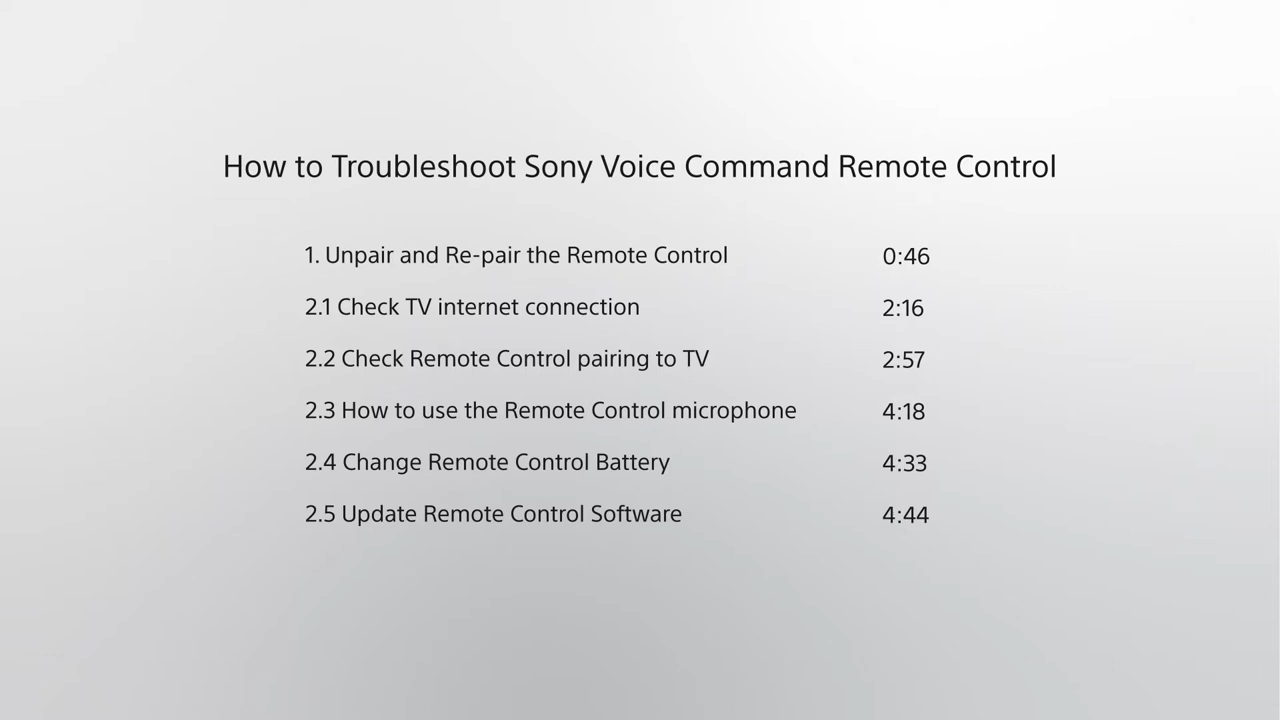 How to Troubleshoot Sony Voice Command Remote Control
1. Unpair and Re-pair the Remote Control 0:46
2.1 Check TV internet connection 2:16
2.2 Check Remote Control pairing to TV 2:57
2.3 How to use the Remote Control microphone 4:18
2.4 Change Remote Control Battery 4:33
2.5 Update Remote Control Software 4:44